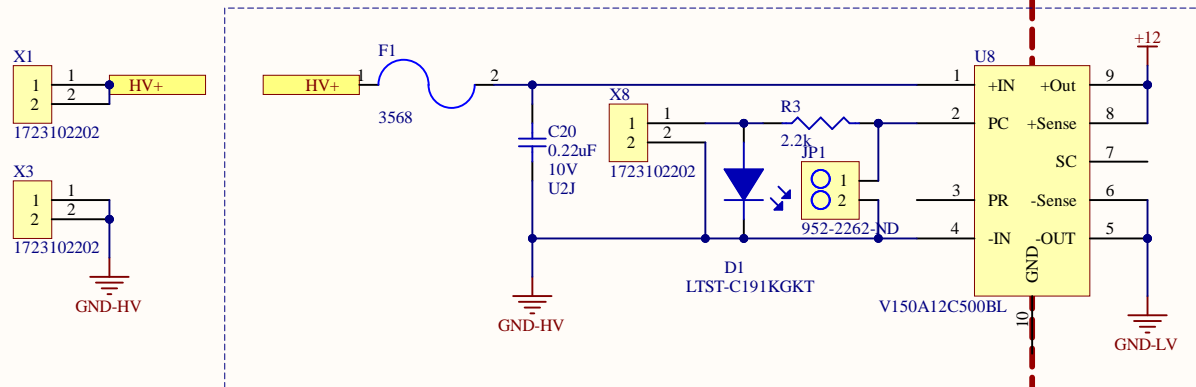 X1
1
2
1
2
HV+
1723102202
X3
1
2
1
2
1723102202
GND-HV
HV+
1
F1
2
3568
C20
0.22uF
10V
U2J
GND-HV
X8
1
2
1
2
1723102202
D1
LTST-C191KGKT
R3
2.2k
JP1
1
2
952-2262-ND
U8
1
+IN
2
PC
3
PR
4
-IN
+Out
9
+Sense
8
SC
7
-Sense
6
-OUT
5
GND
10
V150A12C500BL
+12
GND-LV